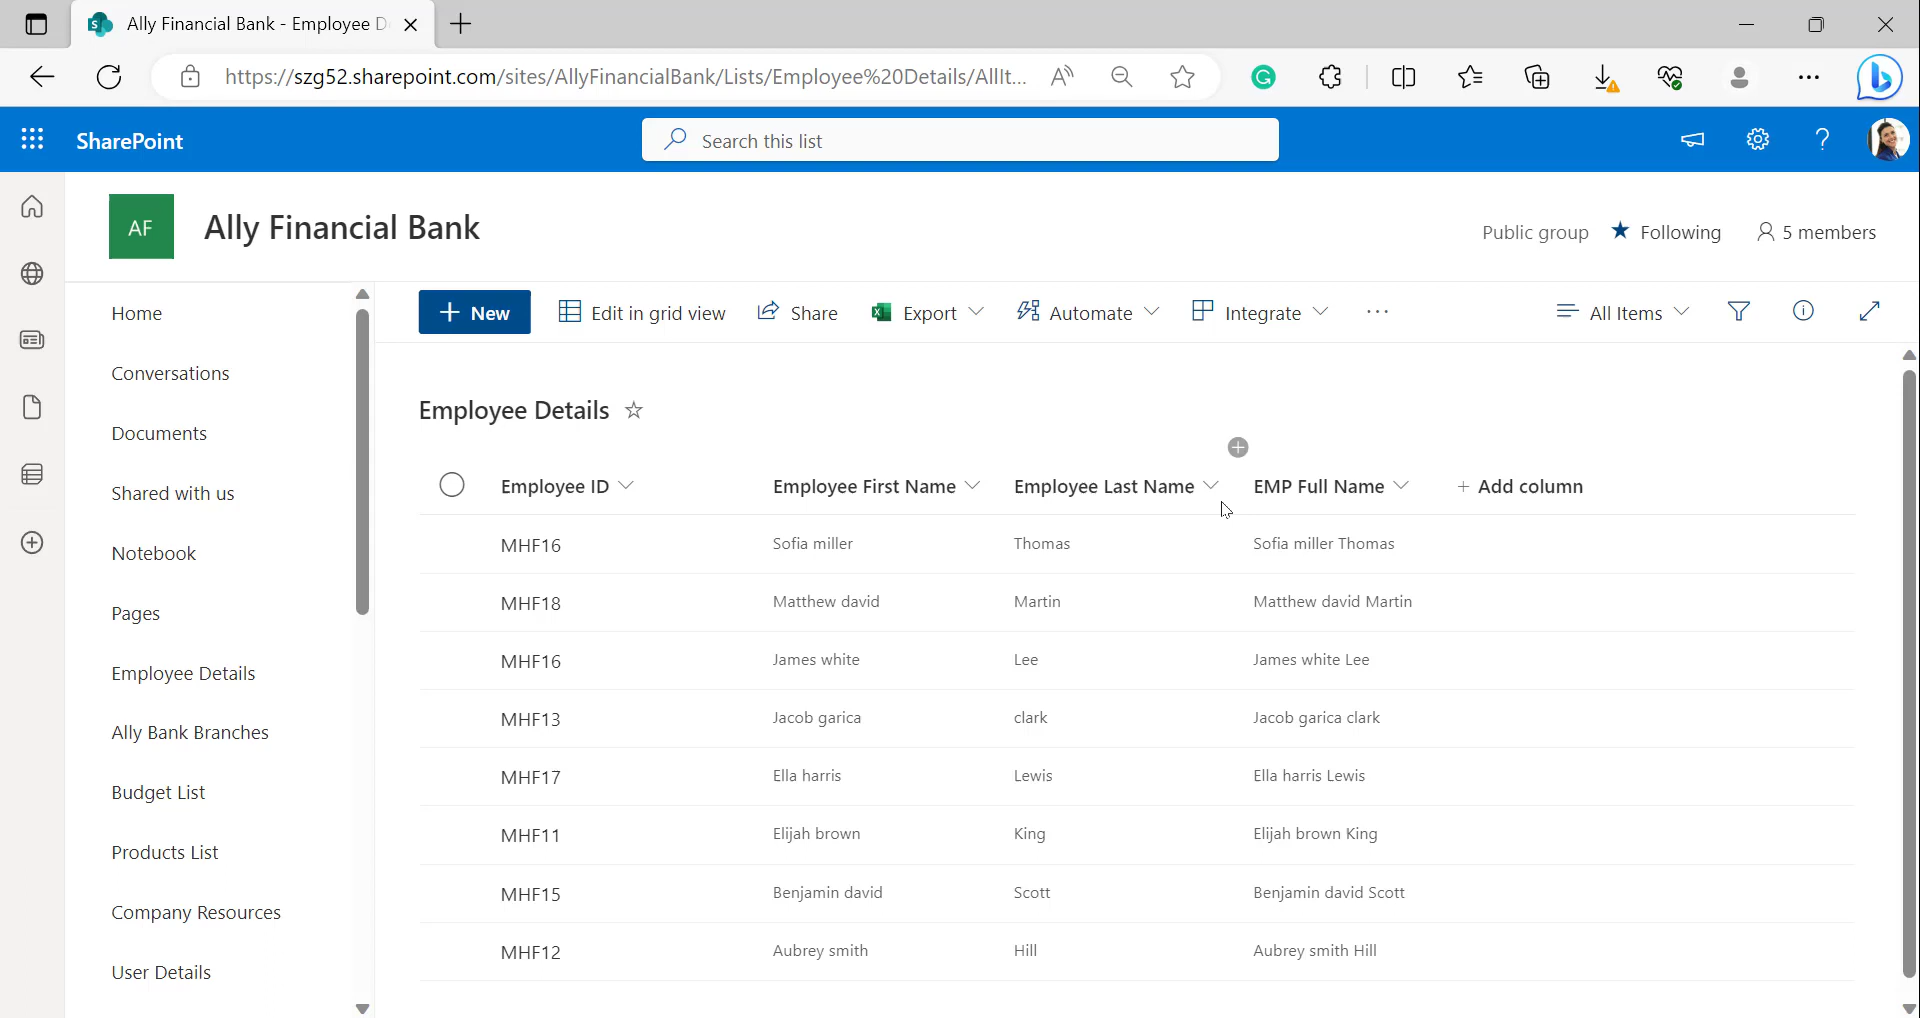 Ally Financial Bank - Employee D
https://szg52.sharepoint.com/sites/AllyFinancialBank/Lists/Employee%20Details/AllIt...
SharePoint
Search this list
AF
Ally Financial Bank
Public group
Following
5 members
Home
Conversations
Documents
Shared with us
Notebook
Pages
Employee Details
Ally Bank Branches
Budget List
Products List
Company Resources
User Details
New
Edit in grid view
Share
Export
Automate
Integrate
...
All Items
Employee Details
Employee ID Employee First Name Employee Last Name EMP Full Name + Add column
MHF16 Sofia miller Thomas Sofia miller Thomas
MHF18 Matthew david Martin Matthew david Martin
MHF16 James white Lee James white Lee
MHF13 Jacob garica clark Jacob garica clark
MHF17 Ella harris Lewis Ella harris Lewis
MHF11 Elijah brown King Elijah brown King
MHF15 Benjamin david Scott Benjamin david Scott
MHF12 Aubrey smith Hill Aubrey smith Hill